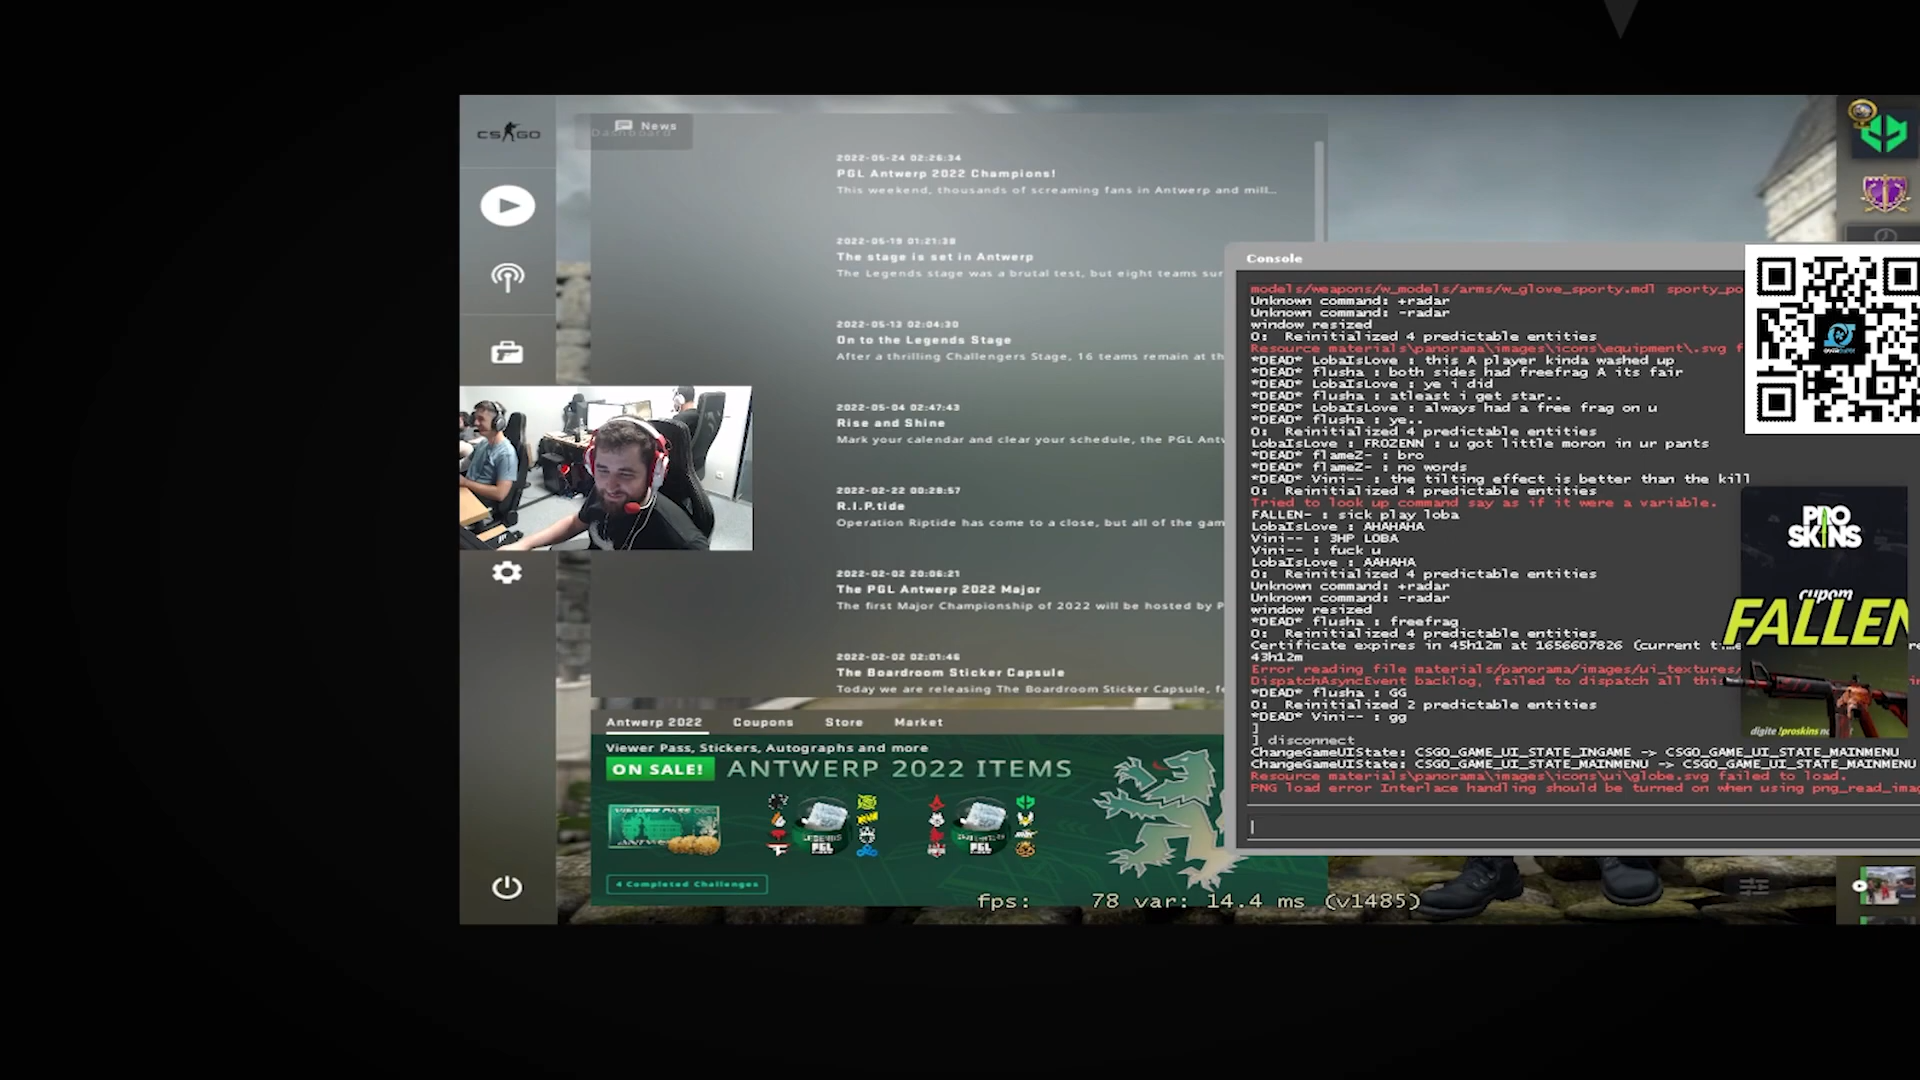 CS GO
News
Dashboard
2022-05-24 02:26:34
PGL Antwerp 2022 Champions!
This weekend, thousands of screaming fans in Antwerp and mill...
2022-05-19 01:21:38
The stage is set in Antwerp
The Legends stage was a brutal test, but eight teams sur
2022-05-13 02:04:30
On to the Legends Stage
After a thrilling Challengers Stage, 16 teams remain at th
2022-05-04 02:47:43
Rise and Shine
Mark your calendar and clear your schedule, the PGL Antw
2022-02-22 00:28:57
R.I.P.tide
Operation Riptide has come to a close, but all of the gam
2022-02-02 20:06:21
The PGL Antwerp 2022 Major
The first Major Championship of 2022 will be hosted by P
2022-02-02 02:01:46
The Boardroom Sticker Capsule
Today we are releasing The Boardroom Sticker Capsule, fe
Antwerp 2022 Coupons Store Market
Viewer Pass, Stickers, Autographs and more
ON SALE! ANTWERP 2022 ITEMS
LEGENDS
PGL
PGL
4 Completed Challenges
fps: 78 var: 14.4 ms (v1485)
Console
models/weapons/w_models/arms/w_glove_sporty.mdl sporty_po
Unknown command: +radar
Unknown command: -radar
window resized
0: Reinitialized 4 predictable entities
Resource materials\panorama\images\icons\equipment\.svg f
*DEAD* LobaIsLove : this A player kinda washed up
*DEAD* flusha : both sides had freefrag A its fair
*DEAD* LobaIsLove : ye i did
*DEAD* flusha : atleast i get star..
*DEAD* LobaIsLove : always had a free frag on u
*DEAD* flusha : ye..
0: Reinitialized 4 predictable entities
LobaIsLove : FROZENN : u got little moron in ur pants
*DEAD* flameZ- : bro
*DEAD* flameZ- : no words
*DEAD* Vini-- : the tilting effect is better than the kill
0: Reinitialized 4 predictable entities
Tried to look up command say as if it were a variable.
FALLEN- : sick play loba
LobaIsLove : AHAHAHA
Vini-- : 3HP LOBA
Vini-- : fuck u
LobaIsLove : AAHAHA
0: Reinitialized 4 predictable entities
Unknown command: +radar
Unknown command: -radar
window resized
*DEAD* flusha : freefrag
0: Reinitialized 4 predictable entities
Certificate expires in 45h12m at 1656607826 (current time
43h12m
Error reading file materials/panorama/images/ui_textures/
DispatchAsyncEvent backlog, failed to dispatch all this
*DEAD* flusha : GG
0: Reinitialized 2 predictable entities
*DEAD* Vini-- : gg
]
] disconnect
ChangeGameUIState: CSGO_GAME_UI_STATE_INGAME -> CSGO_GAME_UI_STATE_MAINMENU
ChangeGameUIState: CSGO_GAME_UI_STATE_MAINMENU -> CSGO_GAME_UI_STATE_MAINMENU
Resource materials\panorama\images\icons\ui\globe.svg failed to load.
PNG load error Interlace handling should be turned on when using png_read_imag
PRO
SKINS
cupom
FALLEN
digite !proskins no